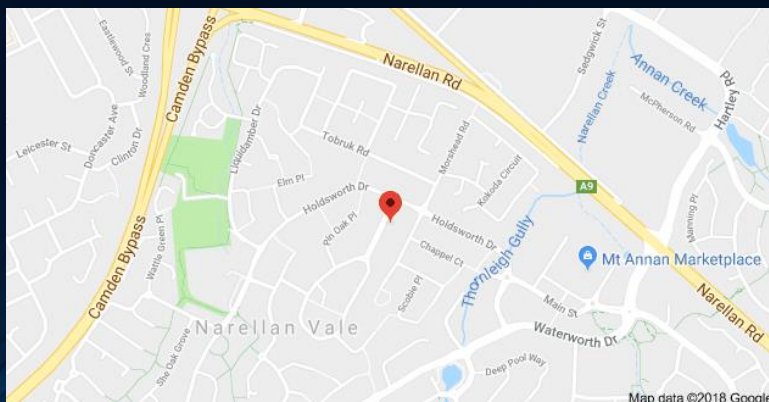 Eastlewood St
Woodland Cres
Camden Bypass
Narellan Rd
Sedgwick St
Annan Creek
Hartley Rd
McPherson Rd
Narellan Creek
Doncaster Ave
Clinton Dr
Leicester St
Liquidamber Dr
Tobruk Rd
Morshead Rd
Kokoda Circuit
Elm Pl
Holdsworth Dr
A9
Pin Oak Pl
Holdsworth Dr
Wattle Green Pl
Camden Bypass
Chappel Ct
Thornleigh Gully
Manning Pl
Mt Annan Marketplace
Scobie Pl
Main St
Narellan Rd
Narellan Vale
Waterworth Dr
She Oak Grove
Deep Pool Way
Map data ©2018 Google